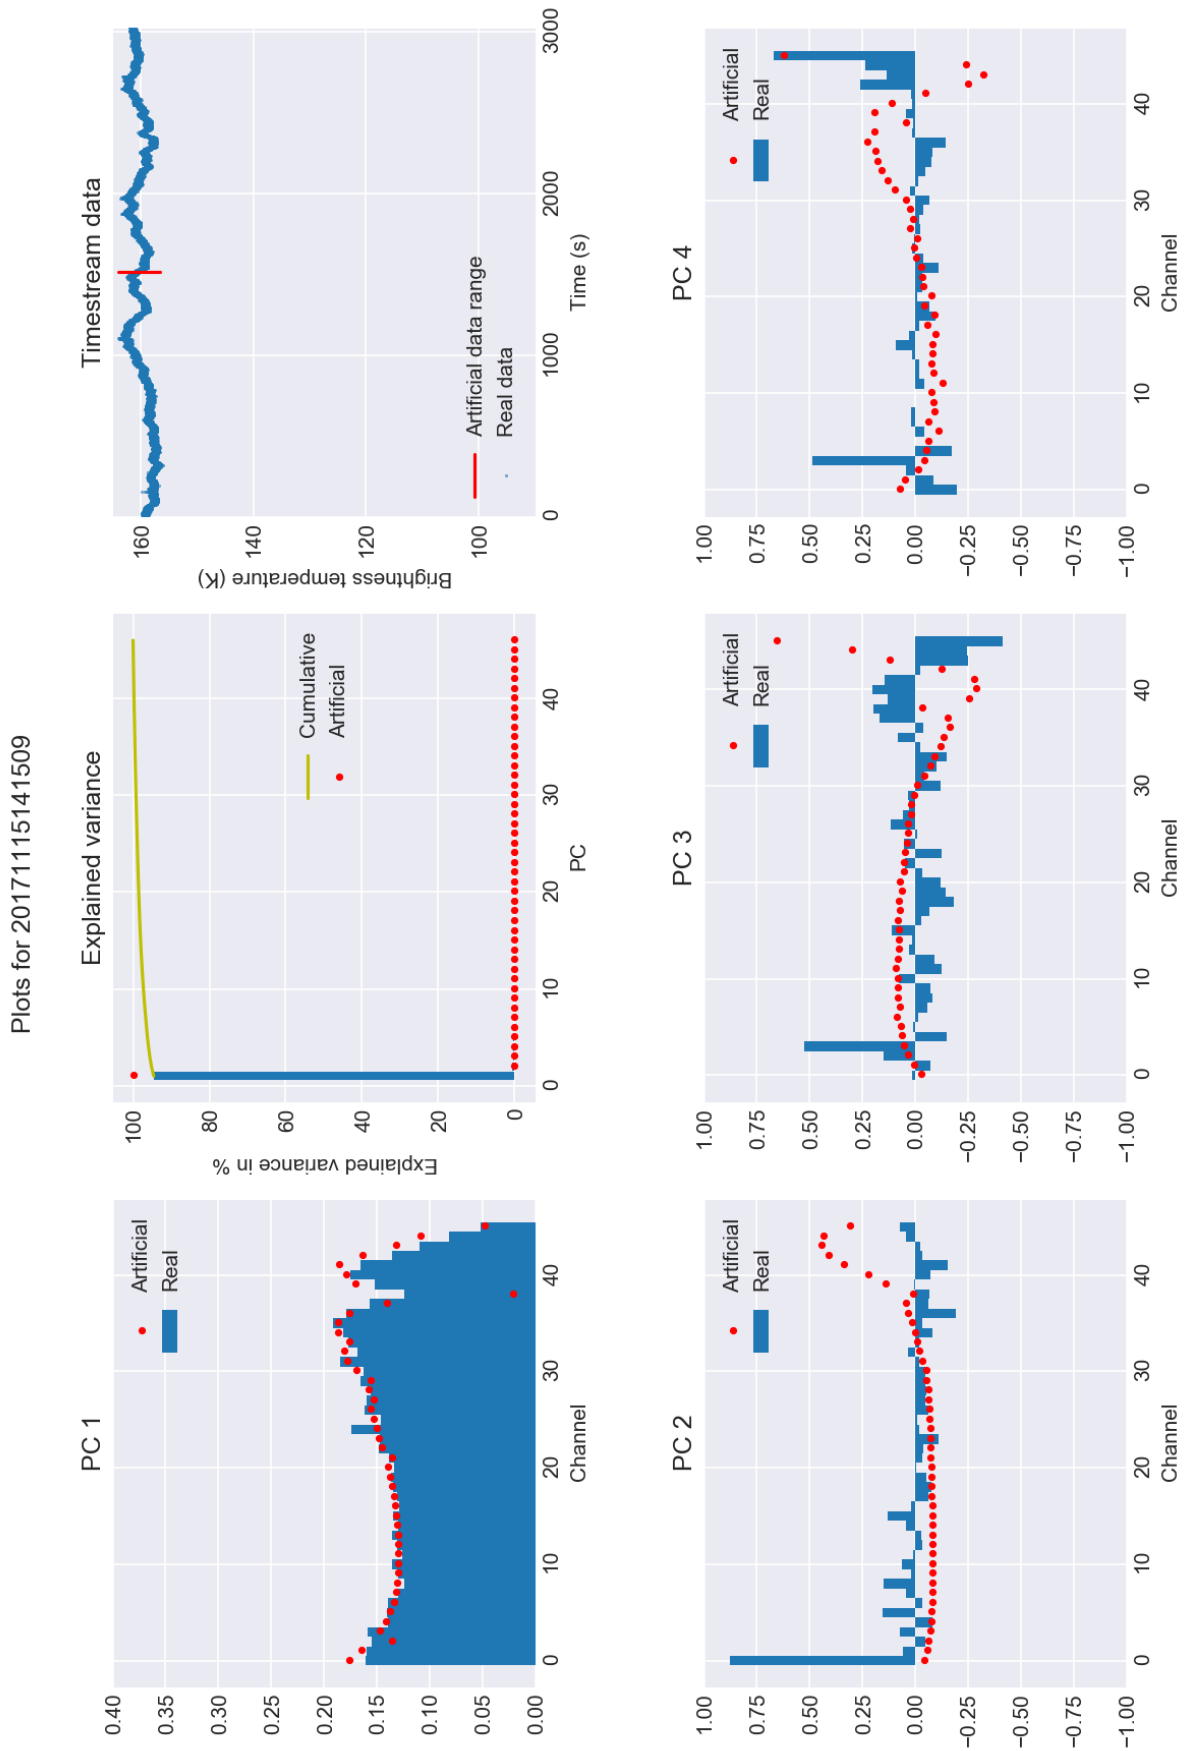 Plots for 20171115141509
PC 1
0.40
0.35
0.30
0.25
0.20
0.15
0.10
0.05
0.00
0 10 20 30 40
Channel
Artificial
Real
Explained variance
Explained variance in %
100
80
60
40
20
0
0 10 20 30 40
PC
Cumulative
Artificial
Timestream data
Brightness temperature (K)
160
140
120
100
0 1000 2000 3000
Time (s)
Artificial data range
Real data
PC 2
1.00
0.75
0.50
0.25
0.00
−0.25
−0.50
−0.75
−1.00
0 10 20 30 40
Channel
Artificial
Real
PC 3
1.00
0.75
0.50
0.25
0.00
−0.25
−0.50
−0.75
−1.00
0 10 20 30 40
Channel
Artificial
Real
PC 4
1.00
0.75
0.50
0.25
0.00
−0.25
−0.50
−0.75
−1.00
0 10 20 30 40
Channel
Artificial
Real